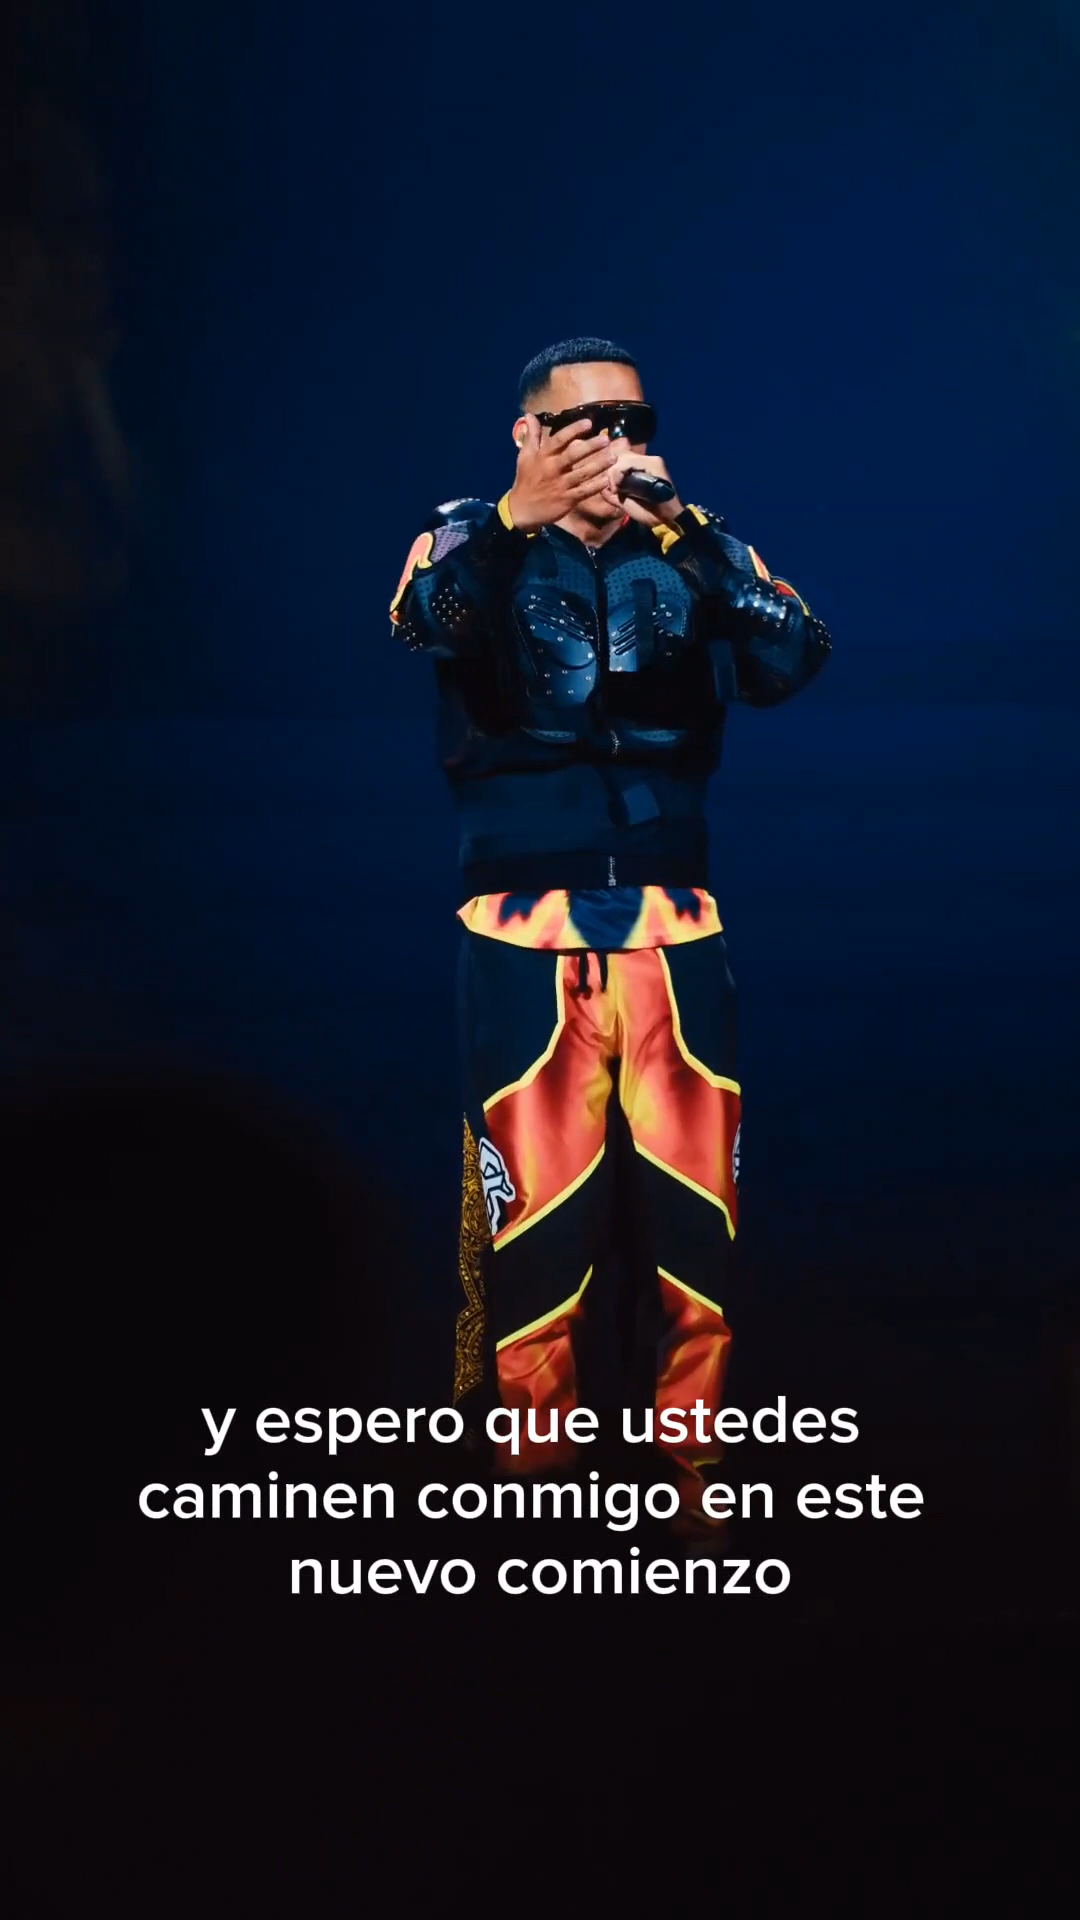 y espero que ustedes
caminen conmigo en este
nuevo comienzo